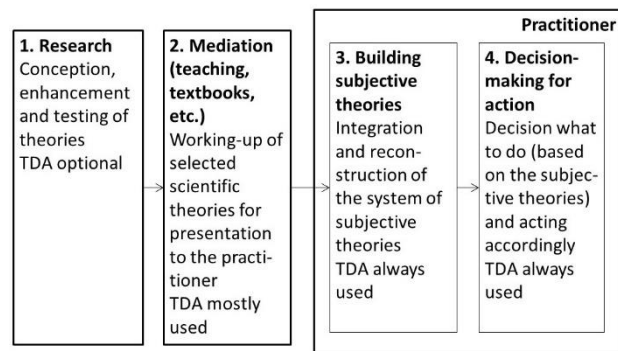 Practitioner
1. Research
Conception,
enhancement
and testing of
theories
TDA optional
2. Mediation
(teaching,
textbooks,
etc.)
Working-up of
selected
scientific
theories for
presentation
to the practi-
tioner
TDA mostly
used
3. Building
subjective
theories
Integration
and recon-
struction of
the system of
subjective
theories
TDA always
used
4. Decision-
making for
action
Decision what
to do (based
on the subjec-
tive theories)
and acting
accordingly
TDA always
used